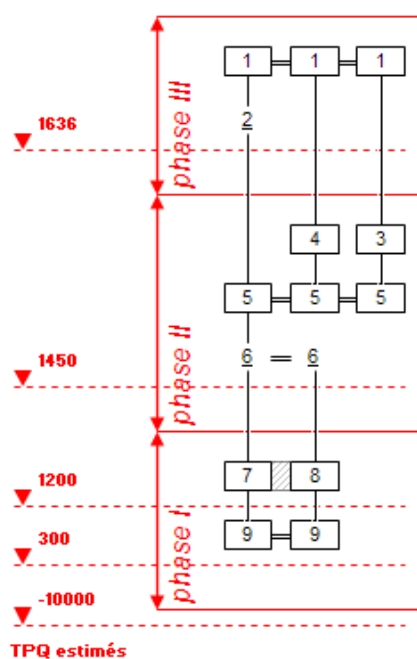 1 1 1
phase III
2
1636
4 3
5 5 5
phase II
6 = 6
1450
7 8
1200
phase I
9 9
300
-10000
TPQ estimés